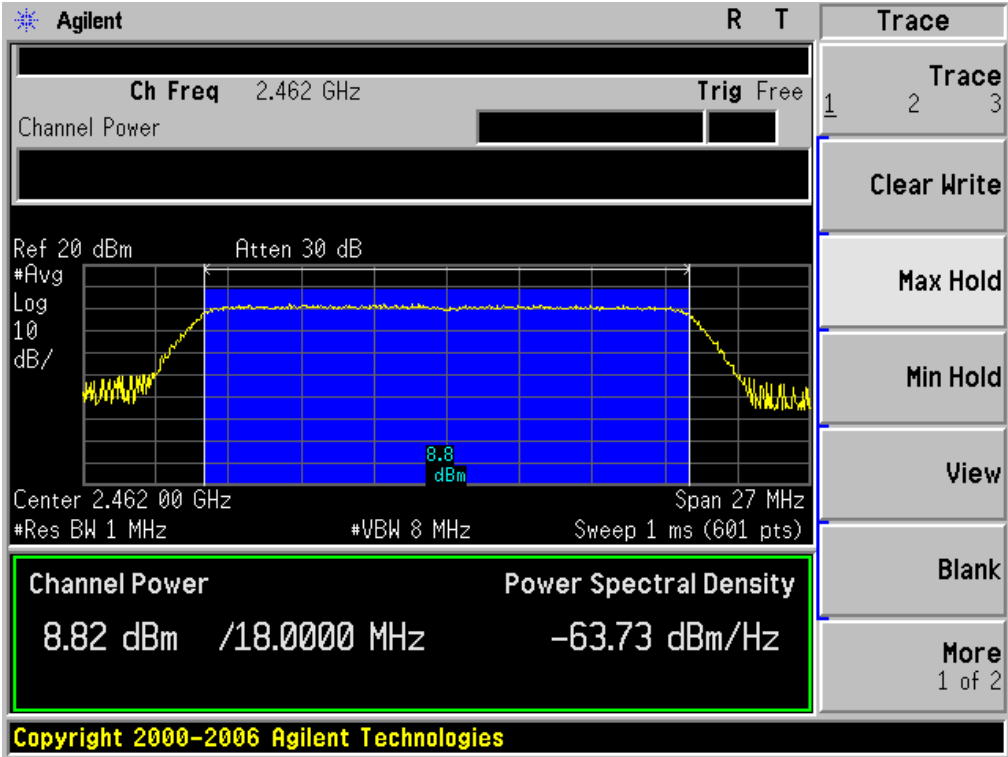 Agilent R T
Ch Freq 2.462 GHz Trig Free
Channel Power
Ref 20 dBm Atten 30 dB
#Avg
Log
10
dB/
8.8
dBm
Center 2.462 00 GHz Span 27 MHz
#Res BW 1 MHz #VBW 8 MHz Sweep 1 ms (601 pts)
Channel Power Power Spectral Density
8.82 dBm /18.0000 MHz -63.73 dBm/Hz
Copyright 2000-2006 Agilent Technologies
Trace
Trace
1 2 3
Clear Write
Max Hold
Min Hold
View
Blank
More
1 of 2